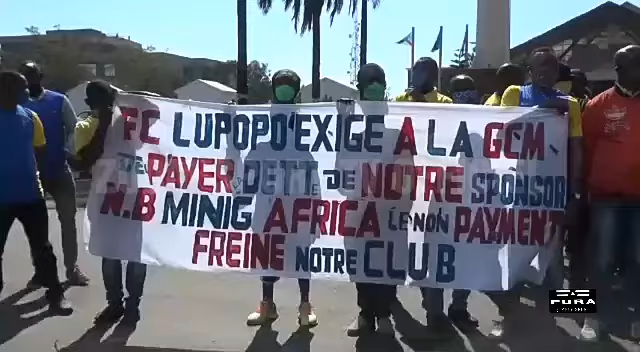 FC LUPOPO'EXIGE A LA GCM
DE PAYER DETTE DE NOTRE SPONSOR
N.B MINIG AFRICA LE NON PAYMENT
FREINE NOTRE CLUB
FURA